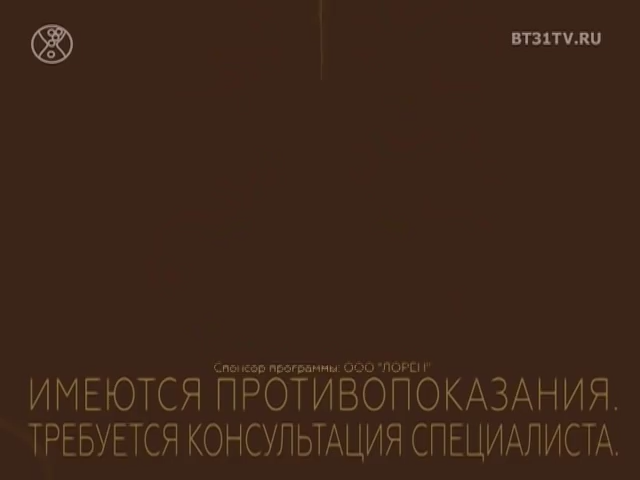 BT31TV.RU
Спонсор программы: ООО "ЛОРЕН"
ИМЕЮТСЯ ПРОТИВОПОКАЗАНИЯ.
ТРЕБУЕТСЯ КОНСУЛЬТАЦИЯ СПЕЦИАЛИСТА.